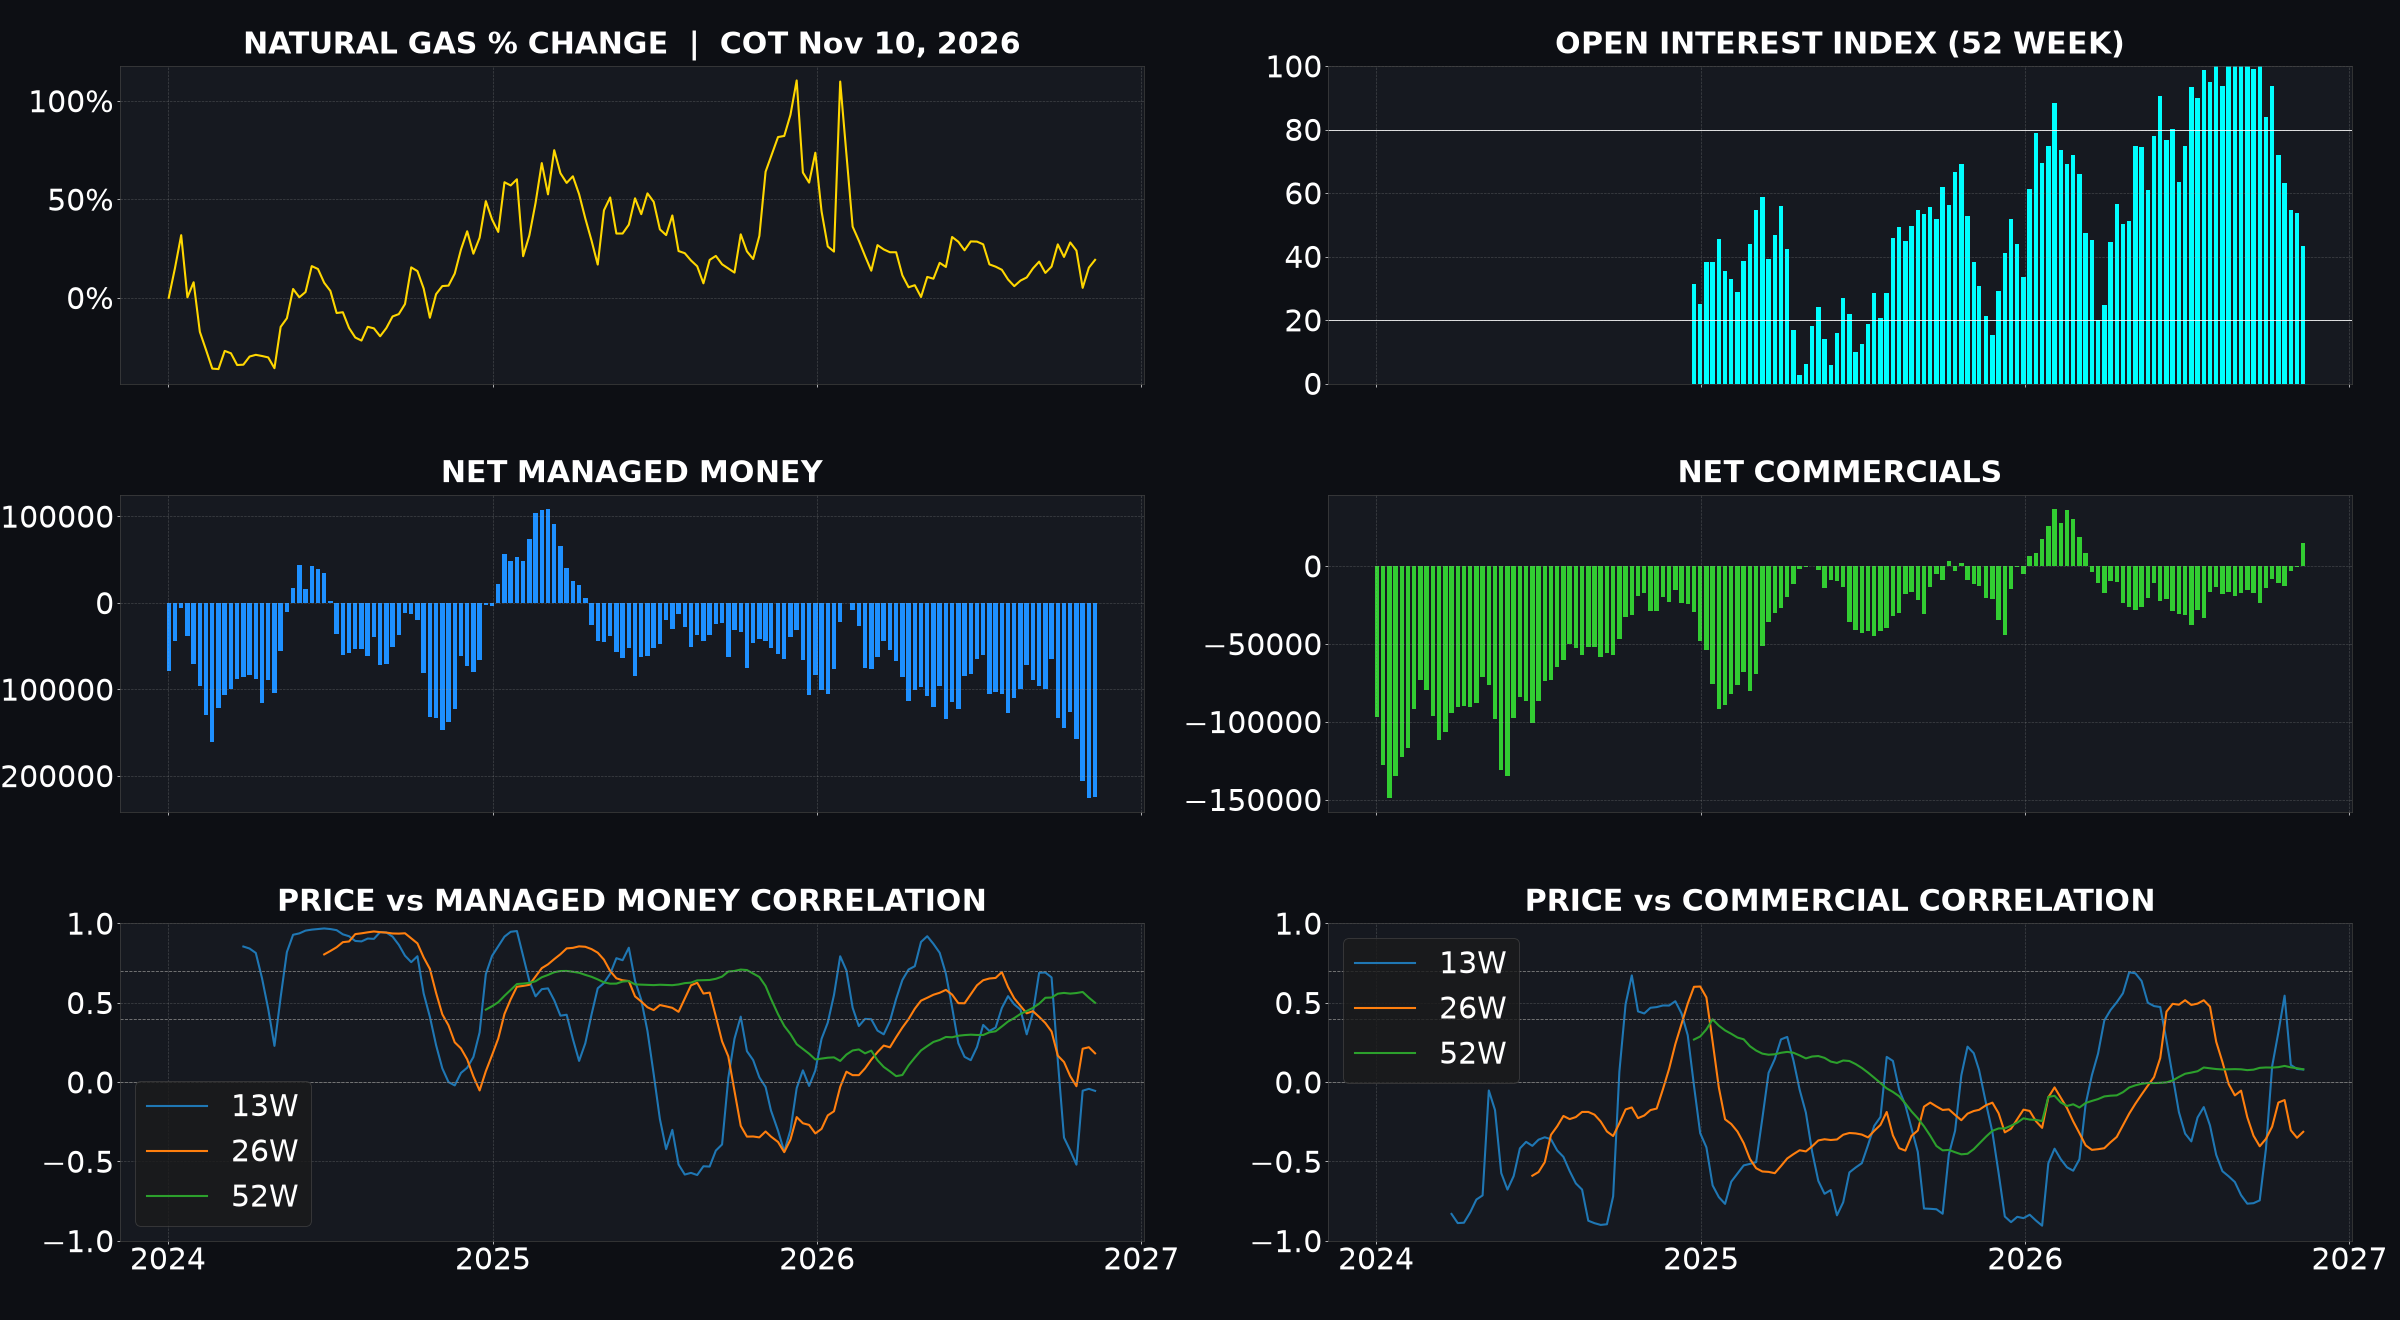 NATURAL GAS % CHANGE | COT Nov 10, 2026
100%
50%
0%
OPEN INTEREST INDEX (52 WEEK)
100
80
60
40
20
0
NET MANAGED MONEY
100000
0
100000
200000
NET COMMERCIALS
0
−50000
−100000
−150000
PRICE vs MANAGED MONEY CORRELATION
1.0
0.5
0.0
−0.5
−1.0
13W
26W
52W
2024 2025 2026 2027
PRICE vs COMMERCIAL CORRELATION
1.0
0.5
0.0
−0.5
−1.0
13W
26W
52W
2024 2025 2026 2027